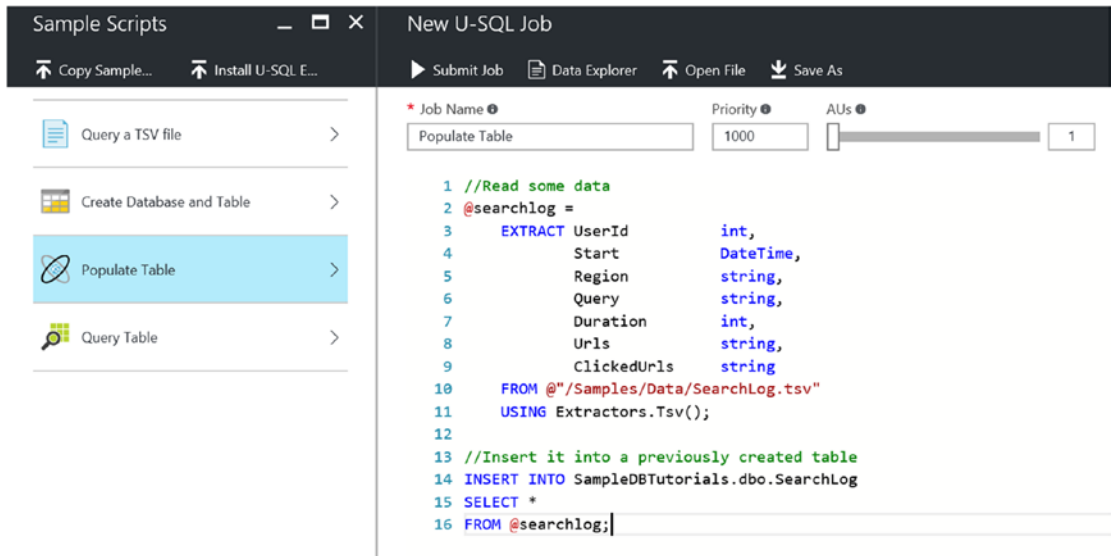 Sample Scripts
Copy Sample...
Install U-SQL E...
Query a TSV file
Create Database and Table
Populate Table
Query Table
New U-SQL Job
Submit Job
Data Explorer
Open File
Save As
* Job Name
Priority
AUs
Populate Table
1000
1
1 //Read some data
2 @searchlog =
3     EXTRACT UserId          int,
4             Start           DateTime,
5             Region          string,
6             Query           string,
7             Duration        int,
8             Urls            string,
9             ClickedUrls     string
10     FROM @"/Samples/Data/SearchLog.tsv"
11     USING Extractors.Tsv();
12
13 //Insert it into a previously created table
14 INSERT INTO SampleDBTutorials.dbo.SearchLog
15 SELECT *
16 FROM @searchlog;